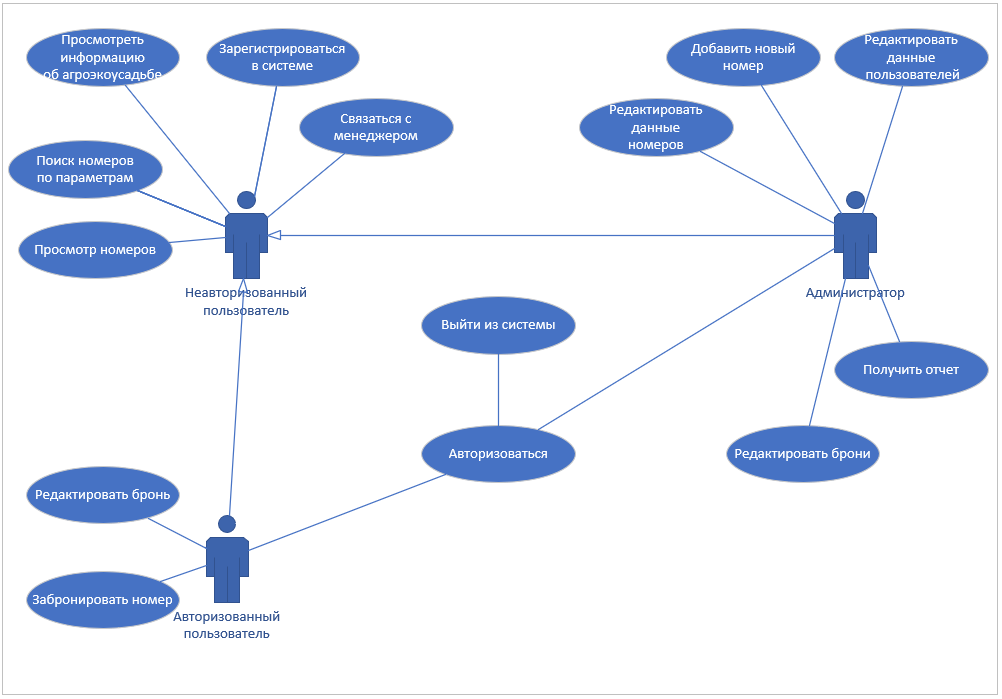 Просмотреть
информацию
об агроэкоусадьбе
Зарегистрироваться
в системе
Добавить новый
номер
Редактировать
данные
пользователей
Связаться с
менеджером
Редактировать
данные
номеров
Поиск номеров
по параметрам
Просмотр номеров
Неавторизованный
пользователь
Администратор
Выйти из системы
Получить отчет
Авторизоваться
Редактировать брони
Редактировать бронь
Забронировать номер
Авторизованный
пользователь